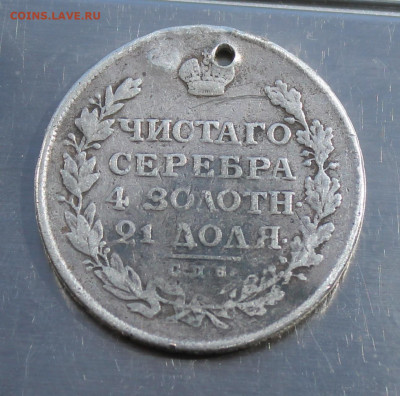 COINS.LAVE.RU
ЧИСТАГО
СЕРЕБРА
4 ЗОЛОТН.
21 ДОЛЯ.
С.П.Б.